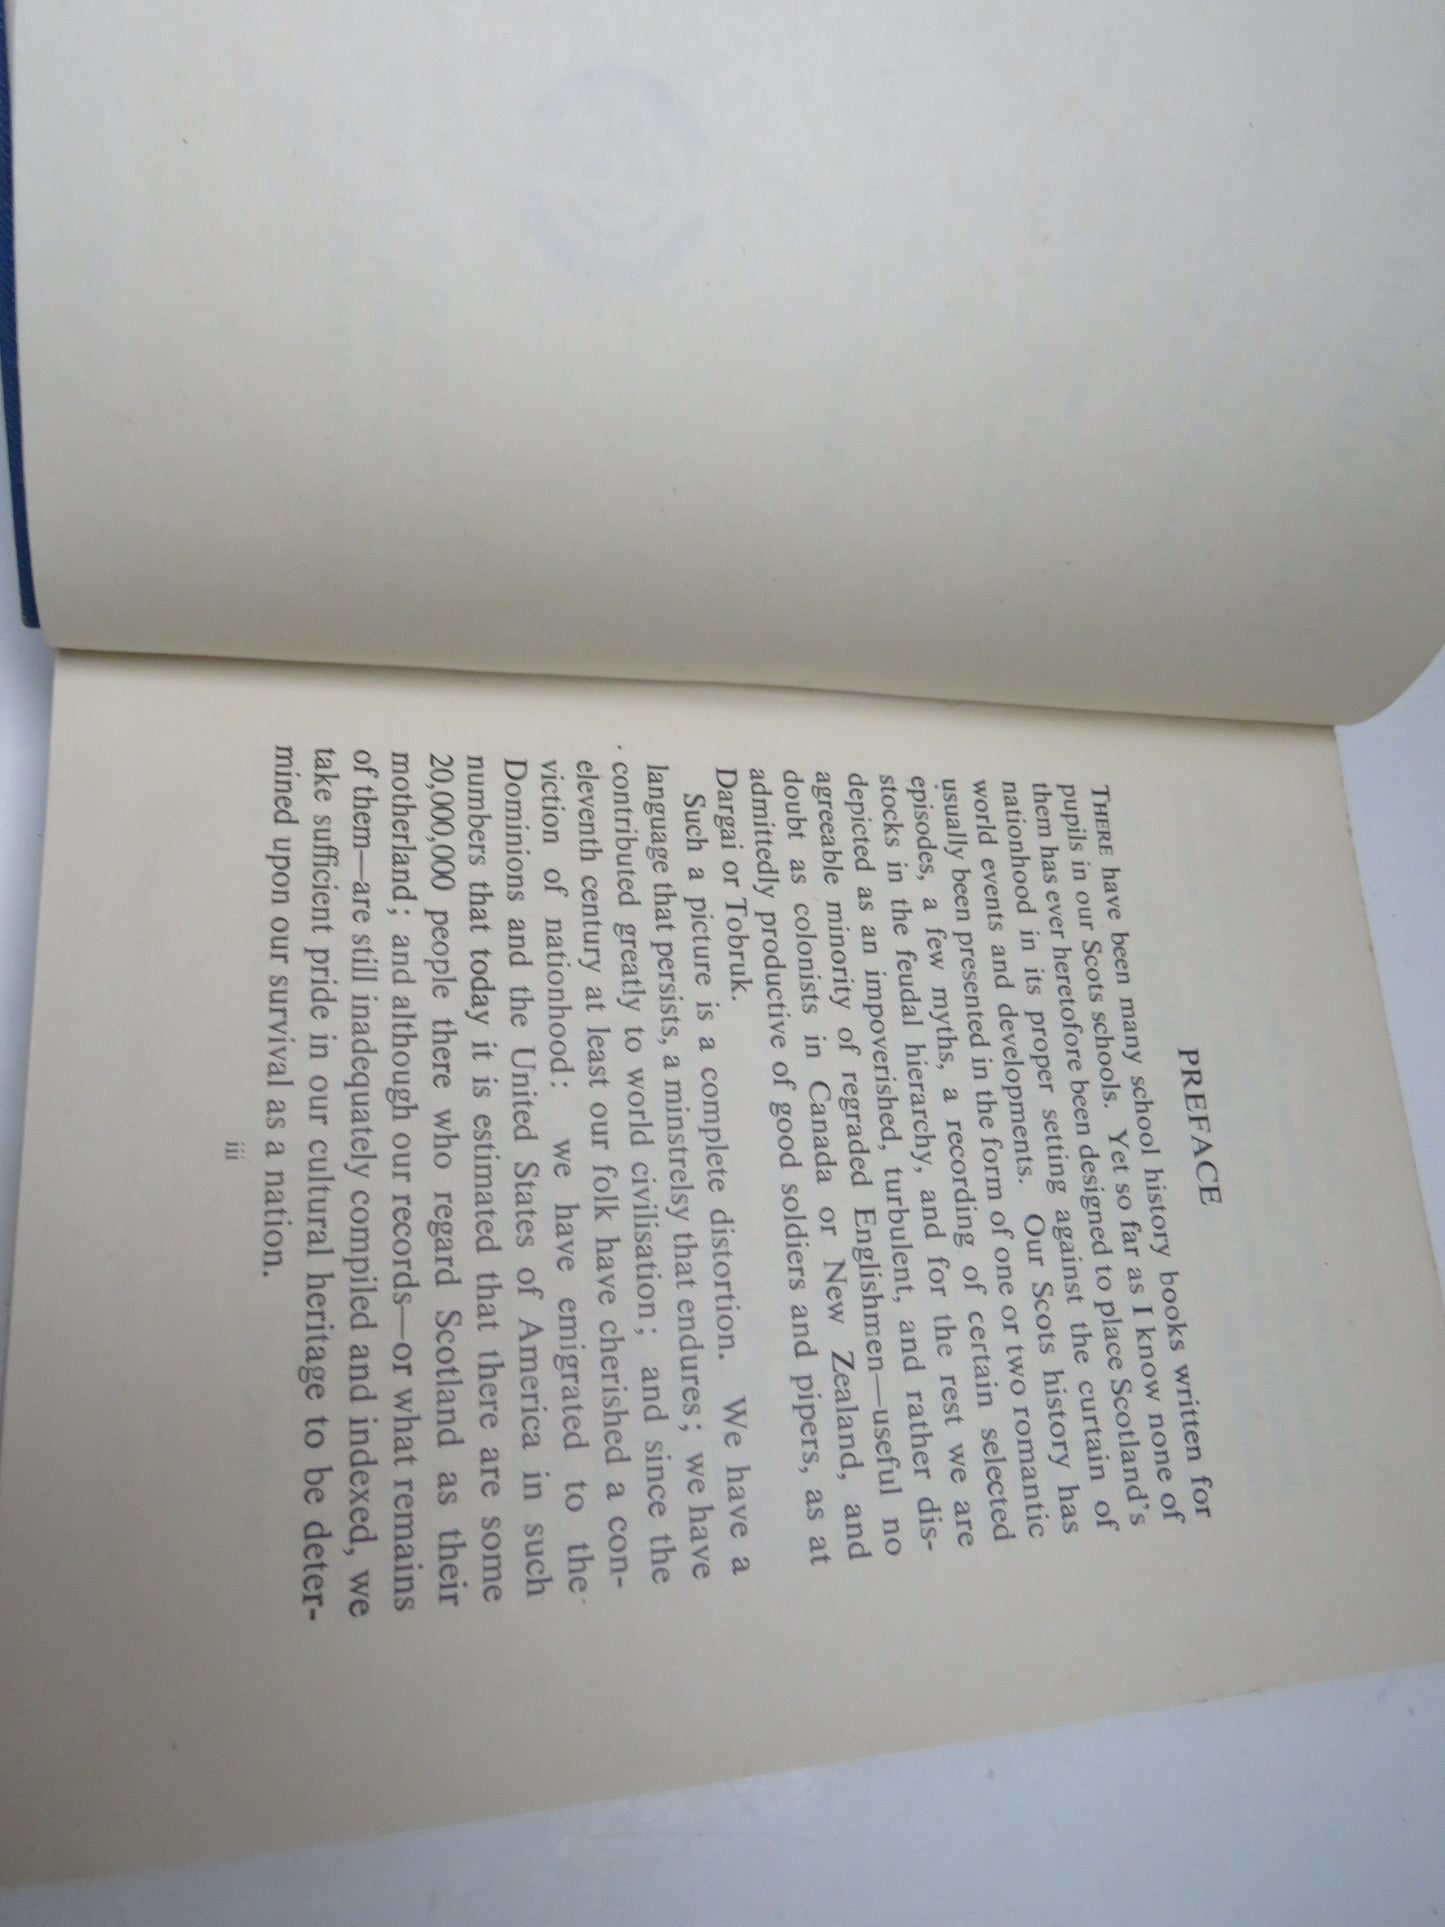 PREFACE
THERE have been many school history books written for
pupils in our Scots schools. Yet so far as I know none of
them has ever heretofore been designed to place Scotland's
nationhood in its proper setting against the curtain of
world events and developments. Our Scots history has
usually been presented in the form of one or two romantic
episodes, a few myths, a recording of certain selected
stocks in the feudal hierarchy, and for the rest we are
depicted as an impoverished, turbulent, and rather dis-
agreeable minority of regraded Englishmen—useful no
doubt as colonists in Canada or New Zealand, and
admittedly productive of good soldiers and pipers, as at
Dargai or Tobruk.
Such a picture is a complete distortion. We have a
language that persists, a minstrelsy that endures; we have
contributed greatly to world civilisation; and since the
eleventh century at least our folk have cherished a con-
viction of nationhood: we have emigrated to the
Dominions and the United States of America in such
numbers that today it is estimated that there are some
20,000,000 people there who regard Scotland as their
motherland; and although our records—or what remains
of them—are still inadequately compiled and indexed, we
take sufficient pride in our cultural heritage to be deter-
mined upon our survival as a nation.
iii